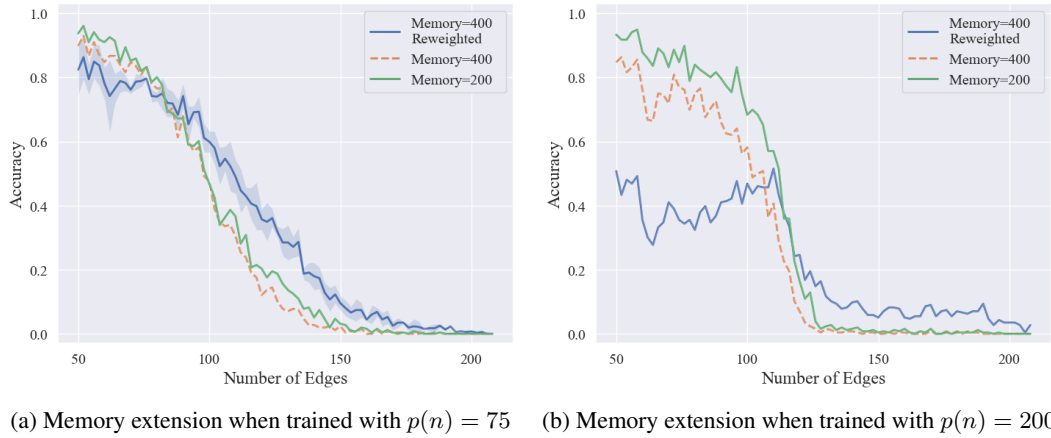 1.0
0.8
0.6
0.4
0.2
0.0
Accuracy
50
100
150
200
Number of Edges
Memory=400
Reweighted
Memory=400
Memory=200
1.0
0.8
0.6
0.4
0.2
0.0
Accuracy
50
100
150
200
Number of Edges
Memory=400
Reweighted
Memory=400
Memory=200
(a) Memory extension when trained with p(n) = 75
(b) Memory extension when trained with p(n) = 200